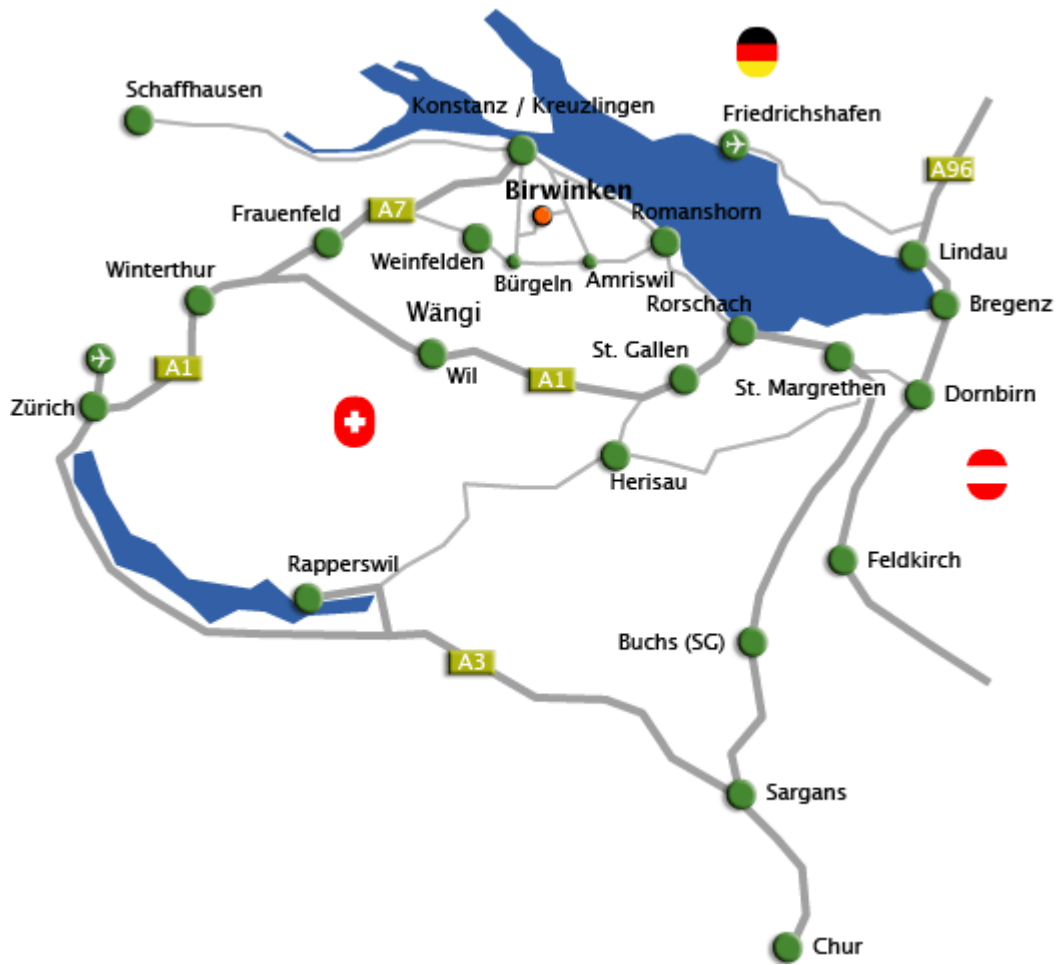 Schaffhausen
Konstanz / Kreuzlingen
Friedrichshafen
A96
Birwinken
A7
Frauenfeld
Romanshorn
Weinfelden
Lindau
Winterthur
Bürgeln
Amriswil
Rorschach
Bregenz
Wängi
St. Gallen
A1
Wil
A1
St. Margrethen
Dornbirn
Zürich
Herisau
Rapperswil
Feldkirch
Buchs (SG)
A3
Sargans
Chur